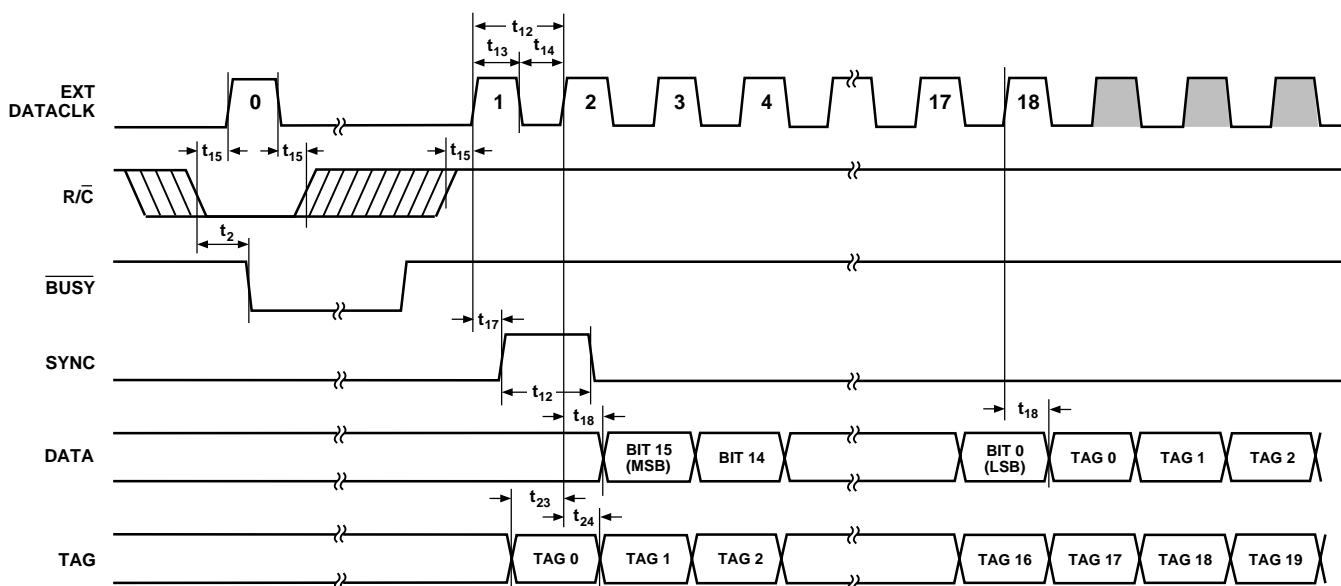 t12
t13 t14
EXT
DATACLK
0 1 2 3 4 17 18
t15 t15 t15
R/C̅
t2
B̅U̅S̅Y̅
t17
SYNC
t12
t18 t18
DATA
BIT 15
(MSB)
BIT 14
BIT 0
(LSB)
TAG 0 TAG 1 TAG 2
t23
t24
TAG
TAG 0 TAG 1 TAG 2 TAG 16 TAG 17 TAG 18 TAG 19